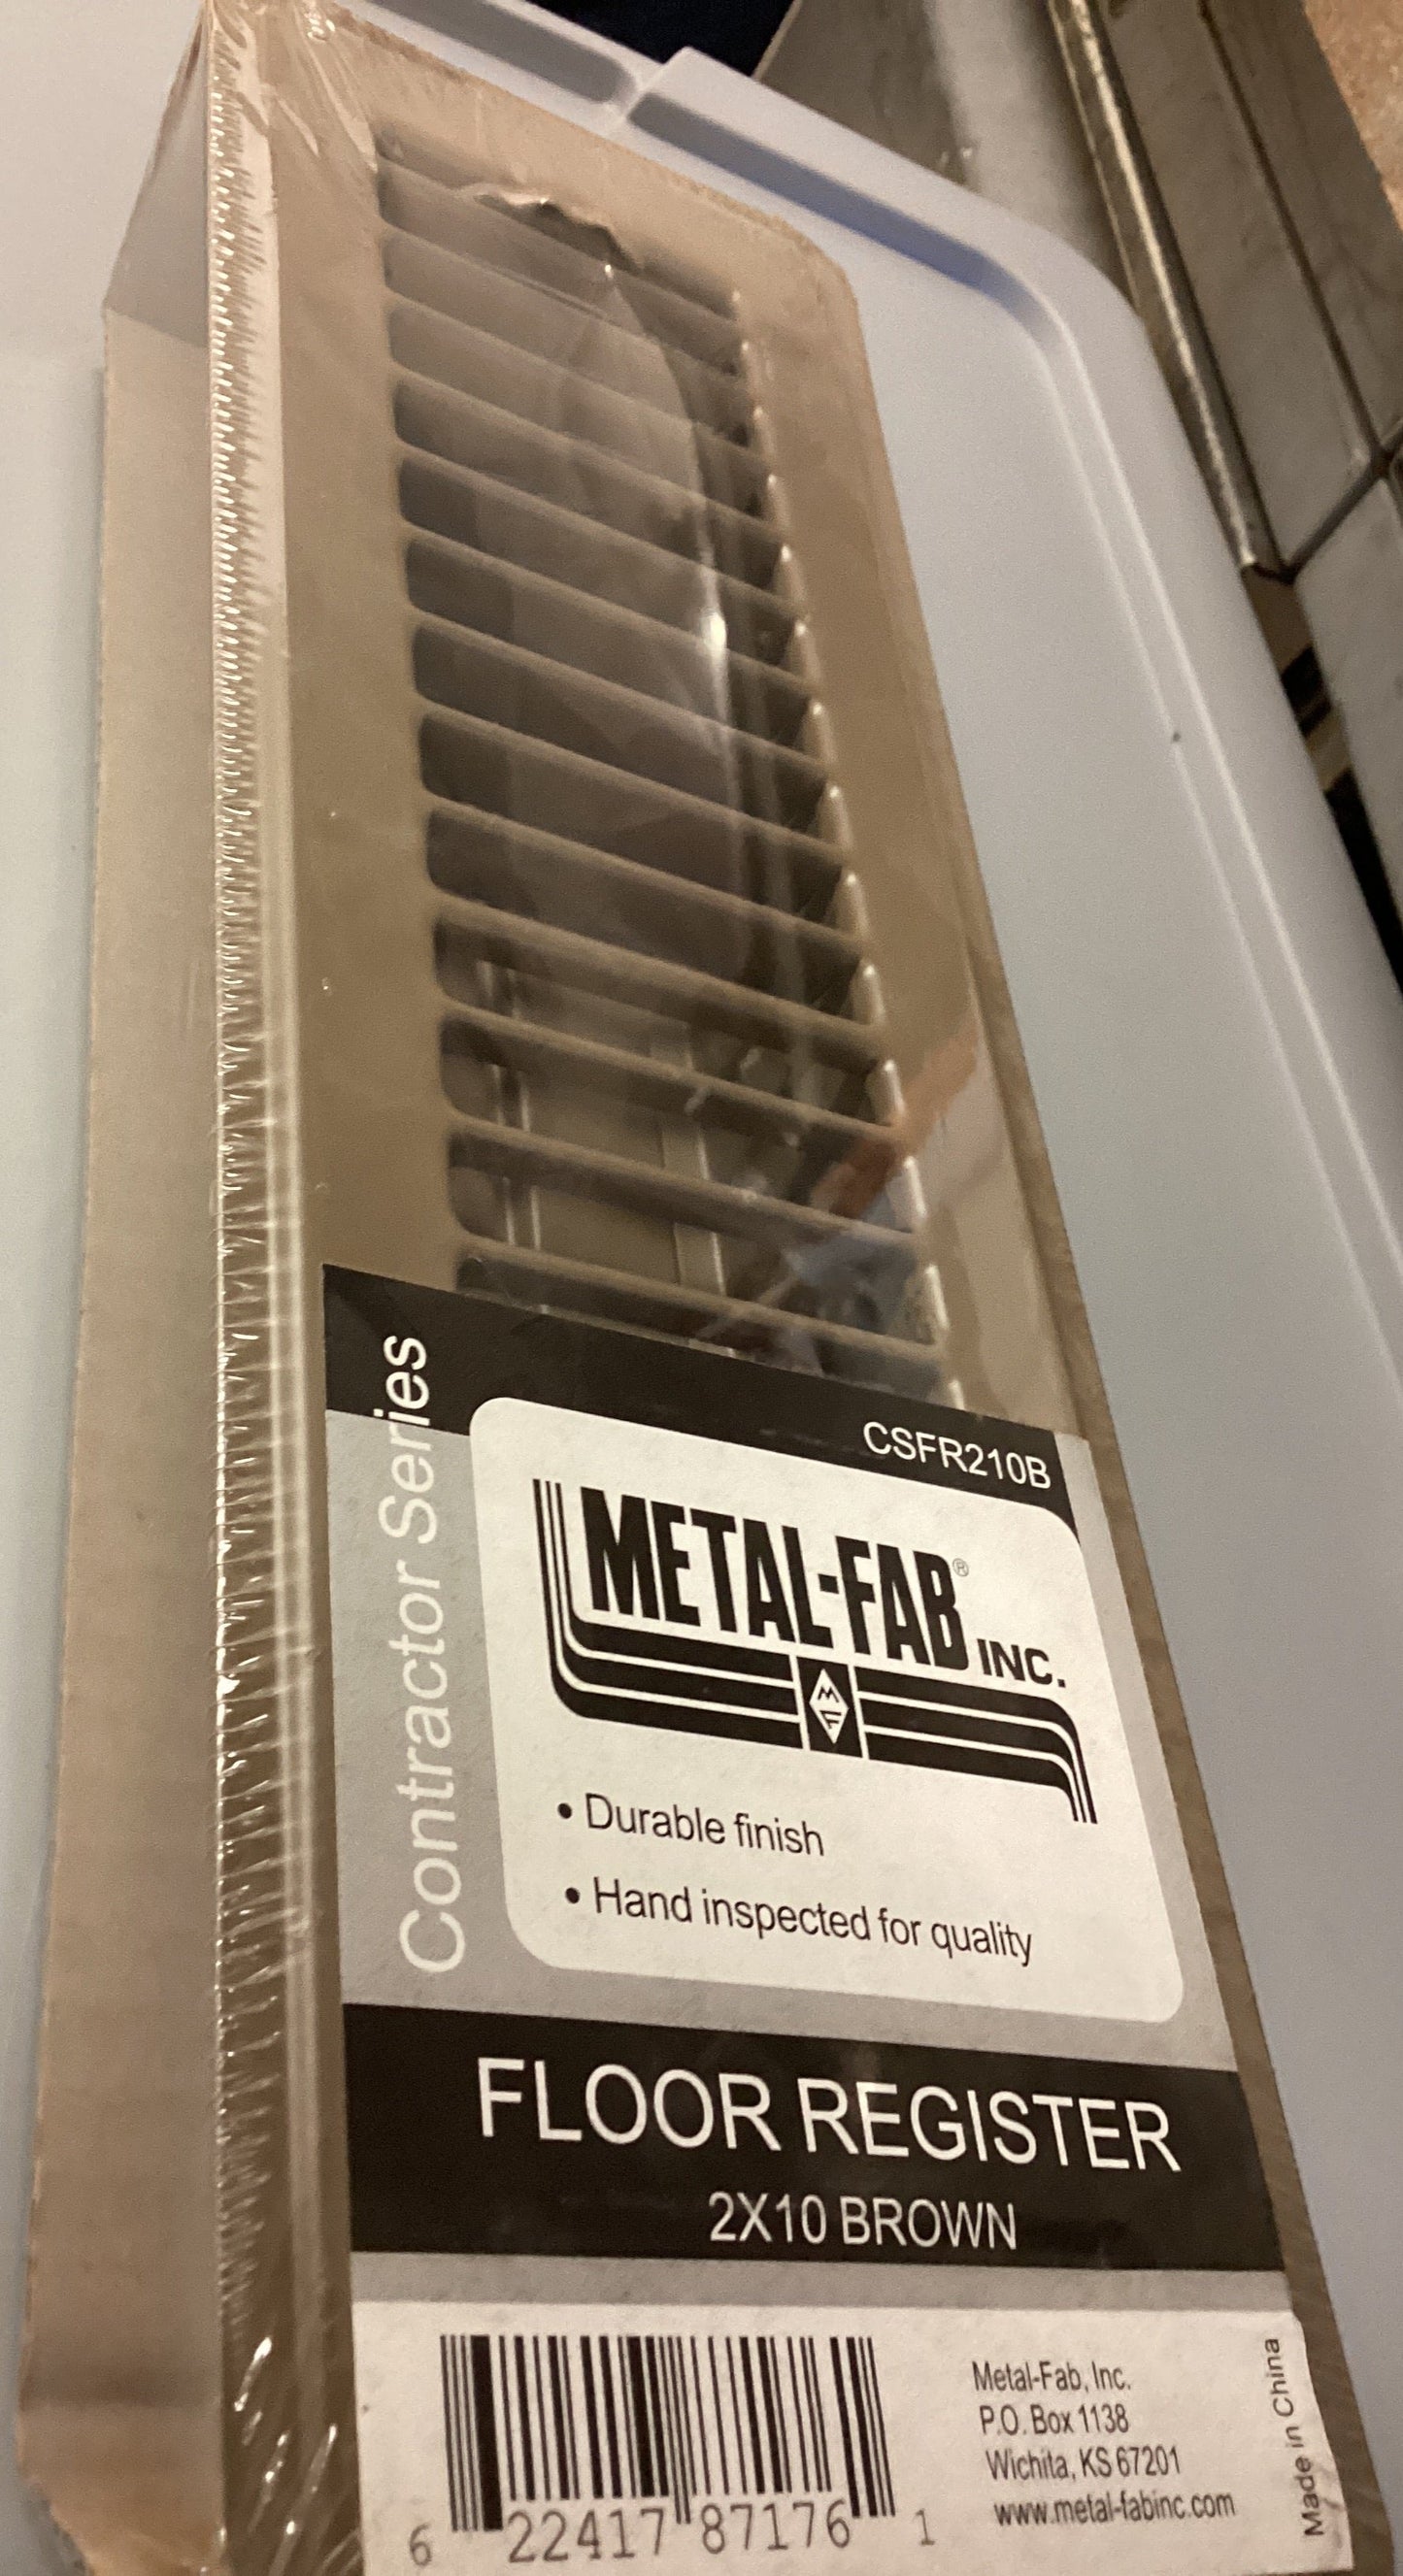 CSFR210B
Contractor Series
METAL-FAB® INC.
MF
• Durable finish
• Hand inspected for quality
FLOOR REGISTER
2X10 BROWN
6 22417 87176 1
Metal-Fab, Inc.
P.O. Box 1138
Wichita, KS 67201
www.metal-fabinc.com
Made in China